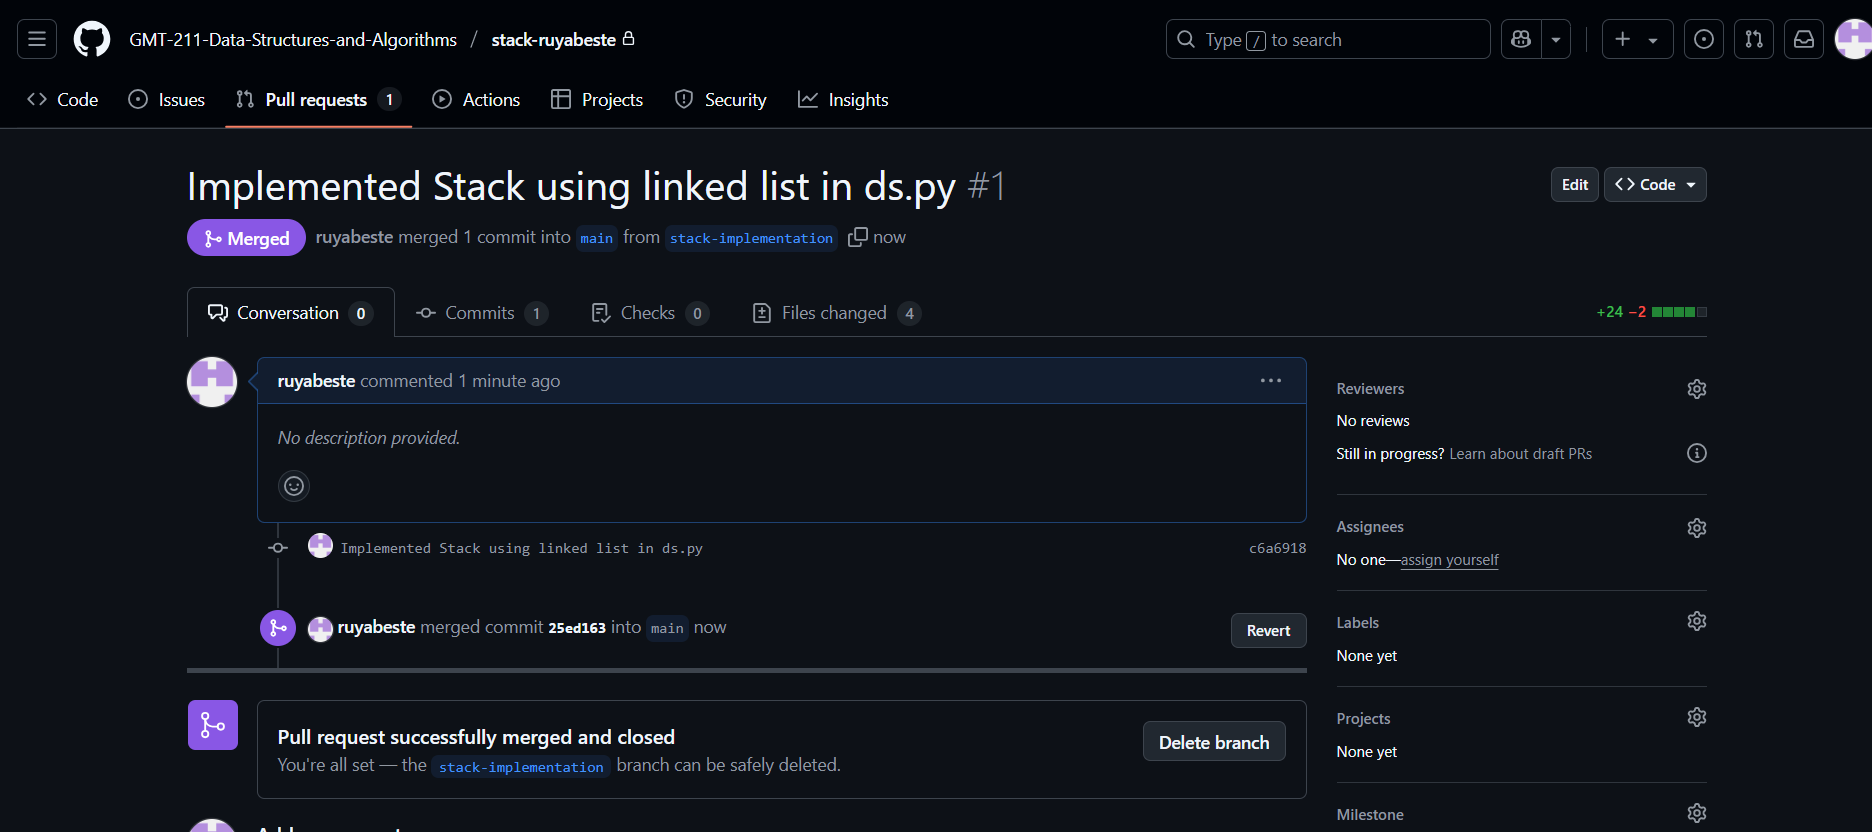 GMT-211-Data-Structures-and-Algorithms / stack-ruyabeste
Type / to search
Code
Issues
Pull requests 1
Actions
Projects
Security
Insights
Implemented Stack using linked list in ds.py #1
Edit
Code
Merged
ruyabeste merged 1 commit into main from stack-implementation now
Conversation 0
Commits 1
Checks 0
Files changed 4
+24 −2
ruyabeste commented 1 minute ago
No description provided.
Implemented Stack using linked list in ds.py
c6a6918
ruyabeste merged commit 25ed163 into main now
Revert
Pull request successfully merged and closed
You're all set — the stack-implementation branch can be safely deleted.
Delete branch
Reviewers
No reviews
Still in progress? Learn about draft PRs
Assignees
No one—assign yourself
Labels
None yet
Projects
None yet
Milestone